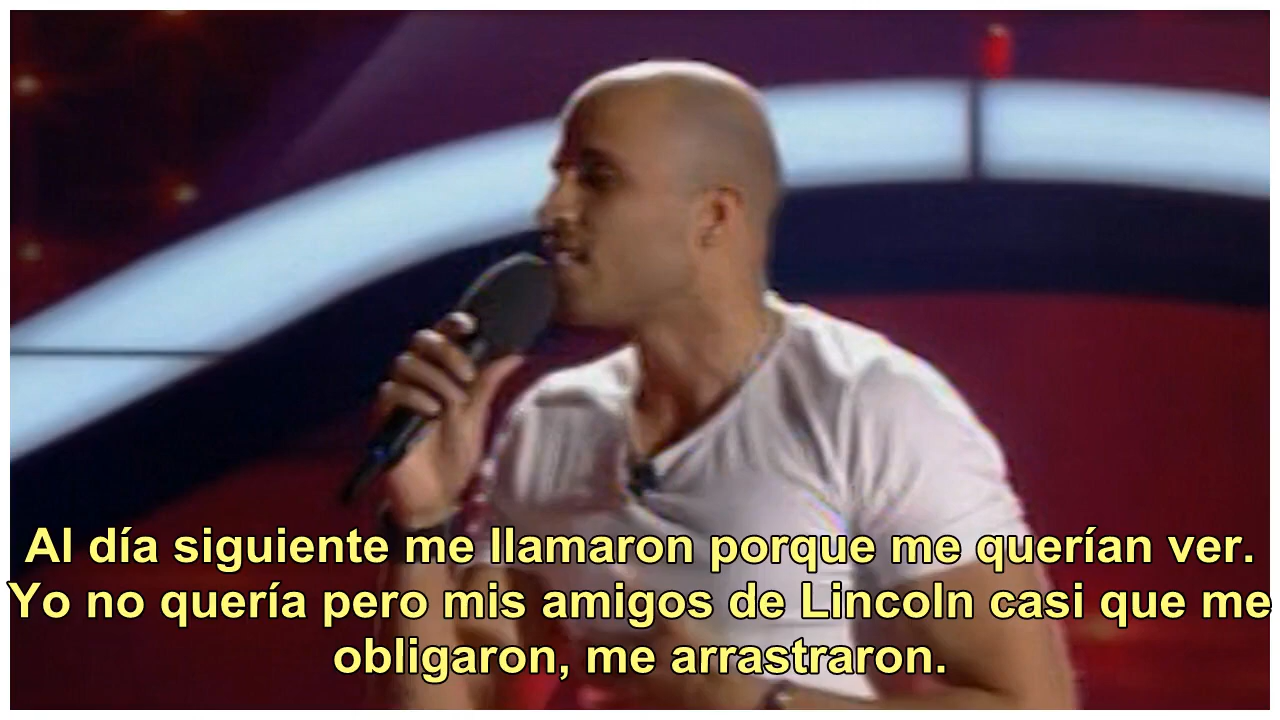 Al día siguiente me llamaron porque me querían ver.
Yo no quería pero mis amigos de Lincoln casi que me
obligaron, me arrastraron.